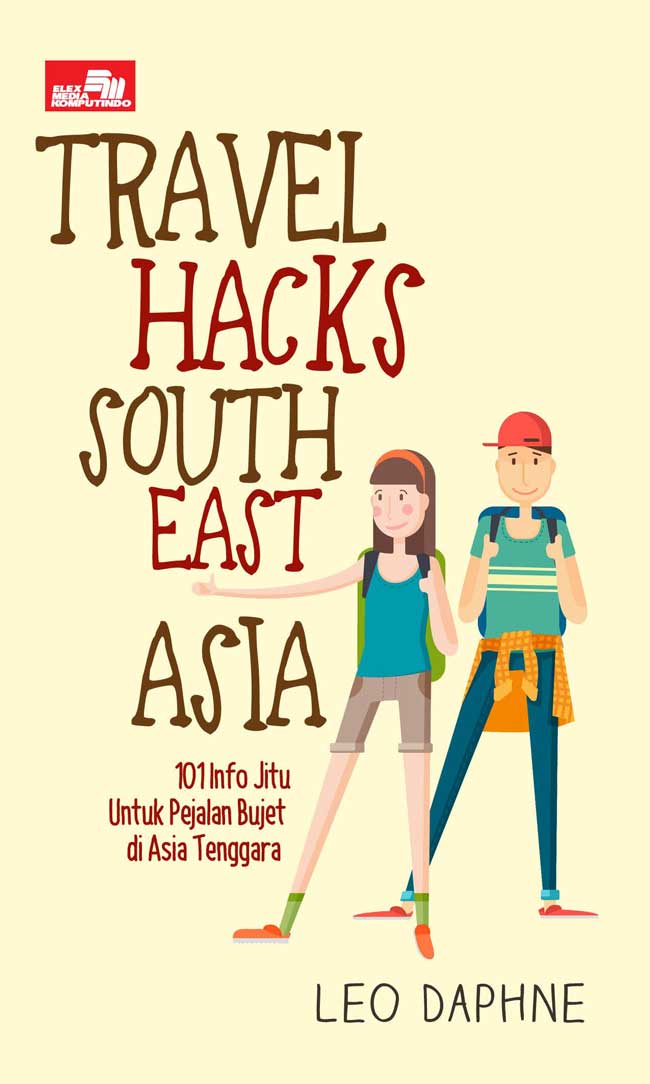 ELEX
MEDIA
KOMPUTINDO
TRAVEL
HACKS
SOUTH
EAST
ASIA
101 Info Jitu
Untuk Pejalan Bujet
di Asia Tenggara
LEO DAPHNE